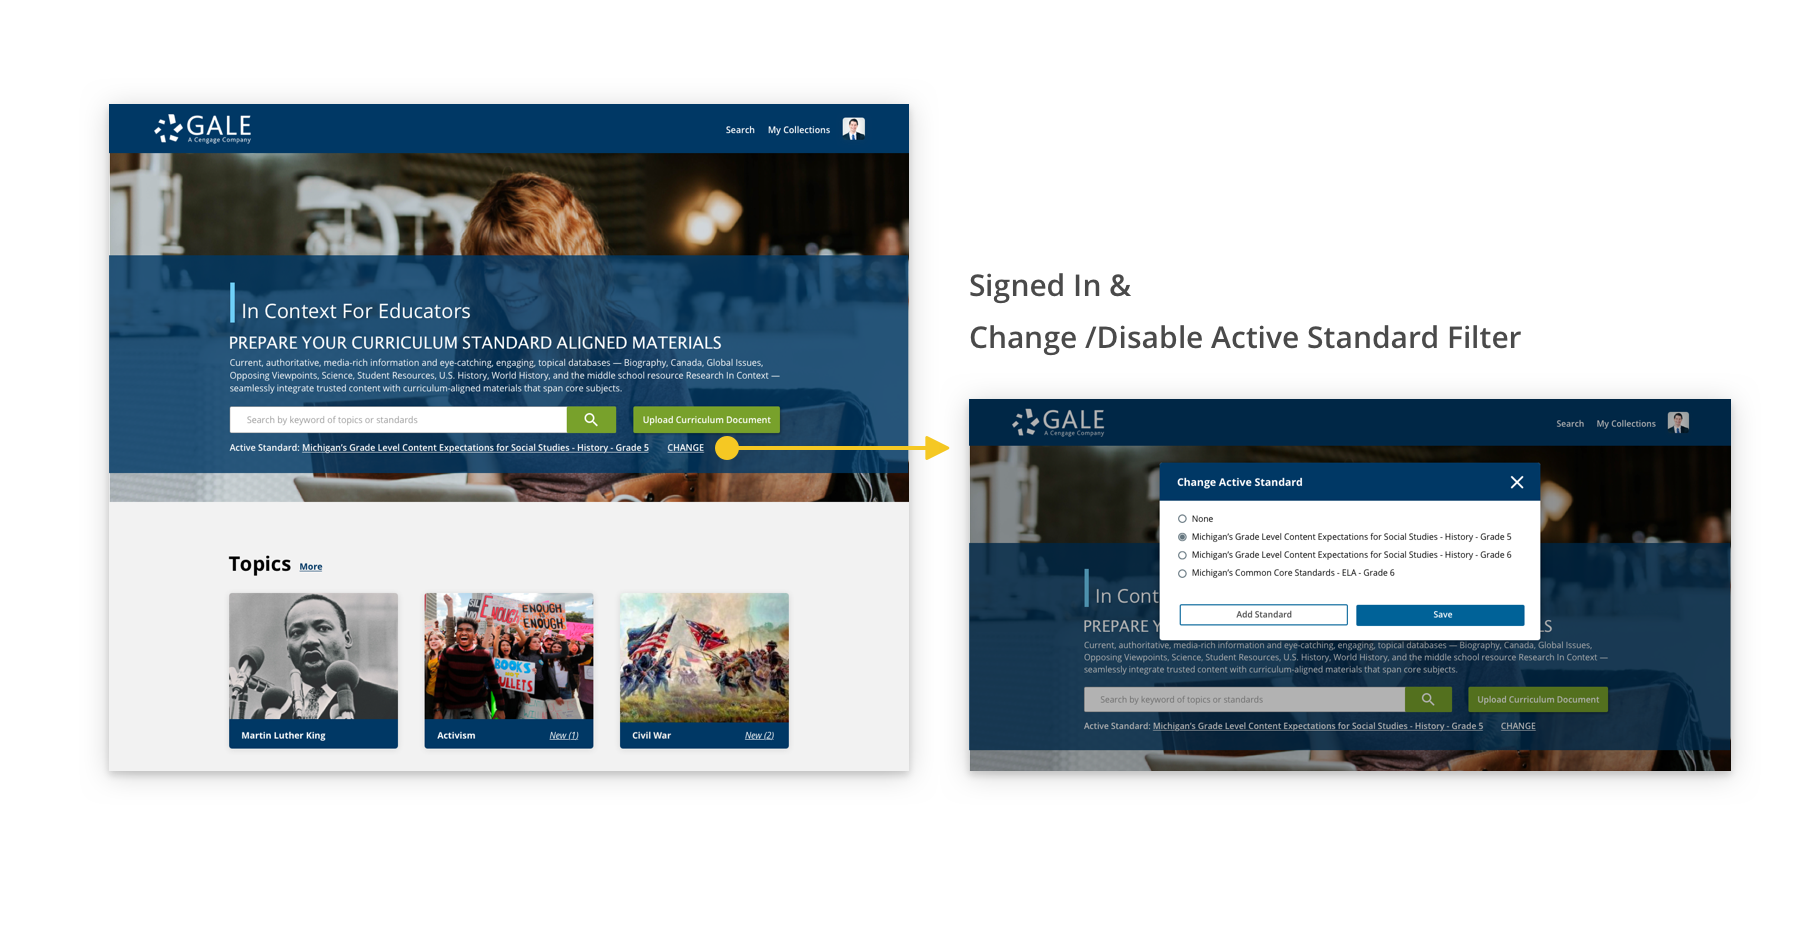 GALE
A Cengage Company
Search My Collections
In Context For Educators
PREPARE YOUR CURRICULUM STANDARD ALIGNED MATERIALS
Current, authoritative, media-rich information and eye-catching, engaging, topical databases — Biography, Canada, Global Issues,
Opposing Viewpoints, Science, Student Resources, U.S. History, World History, and the middle school resource Research In Context —
seamlessly integrate trusted content with curriculum-aligned materials that span core subjects.
Search by keyword of topics or standards
Upload Curriculum Document
Active Standard: Michigan's Grade Level Content Expectations for Social Studies - History - Grade 5 CHANGE
Topics More
ENOUGH
ENOUGH
IS
ENOUGH
BOOKS
BULLETS
Martin Luther King
Activism New (1)
Civil War New (2)
Signed In &
Change /Disable Active Standard Filter
GALE
A Cengage Company
Search My Collections
Change Active Standard
None
Michigan's Grade Level Content Expectations for Social Studies - History - Grade 5
Michigan's Grade Level Content Expectations for Social Studies - History - Grade 6
Michigan's Common Core Standards - ELA - Grade 6
Add Standard Save
In Cont
PREPARE Y LS
Current, authoritative, media-rich information and eye-catching, engaging, topical databases — Biography, Canada, Global Issues,
Opposing Viewpoints, Science, Student Resources, U.S. History, World History, and the middle school resource Research In Context —
seamlessly integrate trusted content with curriculum-aligned materials that span core subjects.
Search by keyword of topics or standards
Upload Curriculum Document
Active Standard: Michigan's Grade Level Content Expectations for Social Studies - History - Grade 5 CHANGE